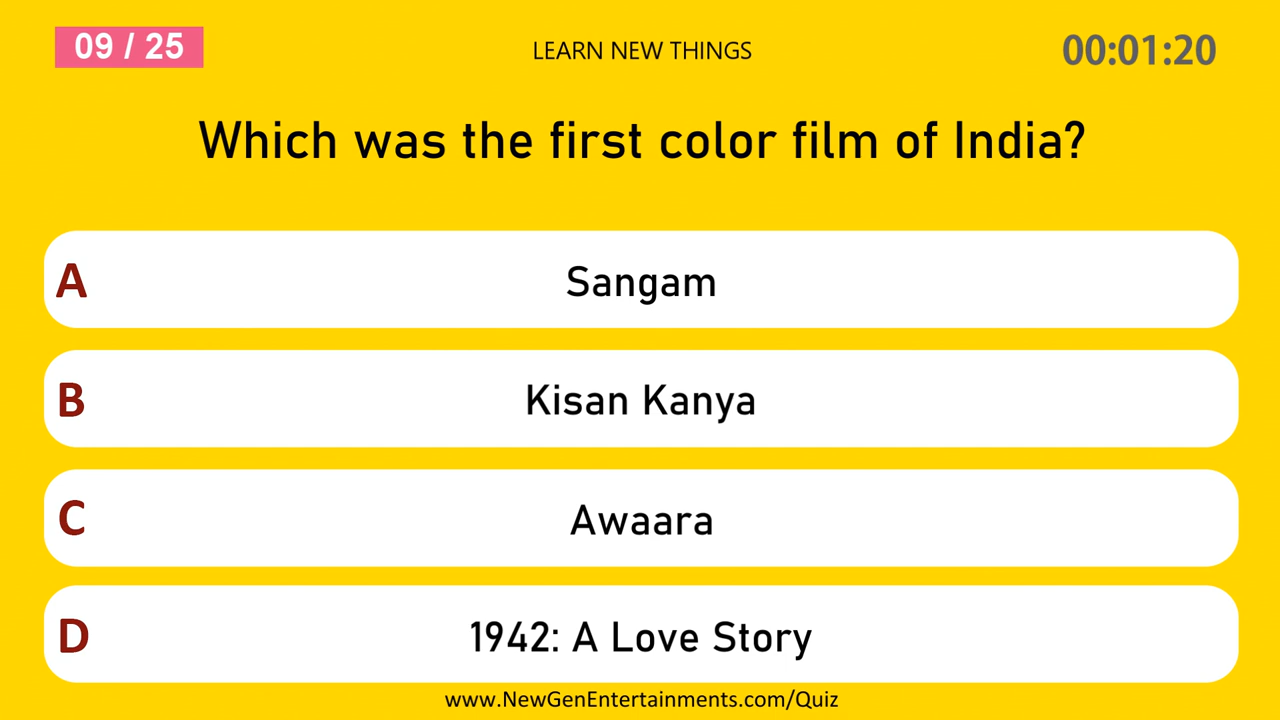 09 / 25
LEARN NEW THINGS
00:01:20
Which was the first color film of India?
A
Sangam
B
Kisan Kanya
C
Awaara
D
1942: A Love Story
www.NewGenEntertainments.com/Quiz